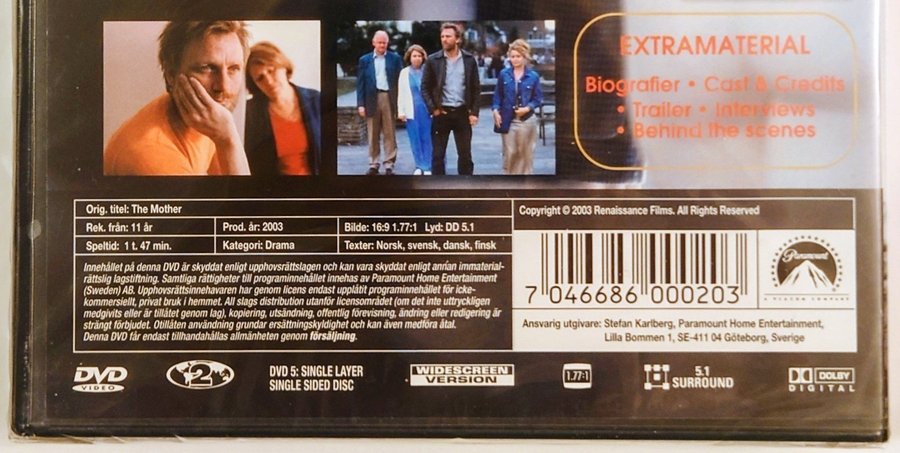 EXTRAMATERIAL
Biografier • Cast & Credits
• Trailer • Interviews
• Behind the scenes
Orig. titel: The Mother
Rek. från: 11 år
Prod. år: 2003
Bilde: 16:9 1.77:1 Lyd: DD 5.1
Speltid: 1 t. 47 min.
Kategori: Drama
Texter: Norsk, svensk, dansk, finsk
Innehållet på denna DVD är skyddat enligt upphovsrättslagen och kan vara skyddat enligt annan immaterial-
rättslig lagstiftning. Samtliga rättigheter till programinnehållet innehas av Paramount Home Entertainment
(Sweden) AB. Upphovsrättsinnehavaren har genom licens endast upplåtit programinnehållet för icke-
kommersiellt, privat bruk i hemmet. All slags distribution utanför licensområdet (om det inte uttryckligen
medgivits eller är tillåtet genom lag), kopiering, utsändning, offentlig förevisning, ändring eller redigering är
strängt förbjudet. Otillåten användning grundar ersättningskyldighet och kan även medföra åtal.
Denna DVD får endast tillhandahållas allmänheten genom försäljning.
Copyright © 2003 Renaissance Films. All Rights Reserved
7 046686 000203
Paramount
A VIACOM COMPANY
Ansvarig utgivare: Stefan Karlberg, Paramount Home Entertainment,
Lilla Bommen 1, SE-411 04 Göteborg, Sverige
DVD
VIDEO
2
DVD 5: SINGLE LAYER
SINGLE SIDED DISC
WIDESCREEN
VERSION
1.77:1
5.1
SURROUND
DOLBY
DIGITAL